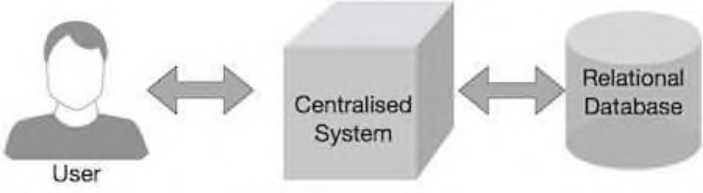 User
Centralised
System
Relational
Database